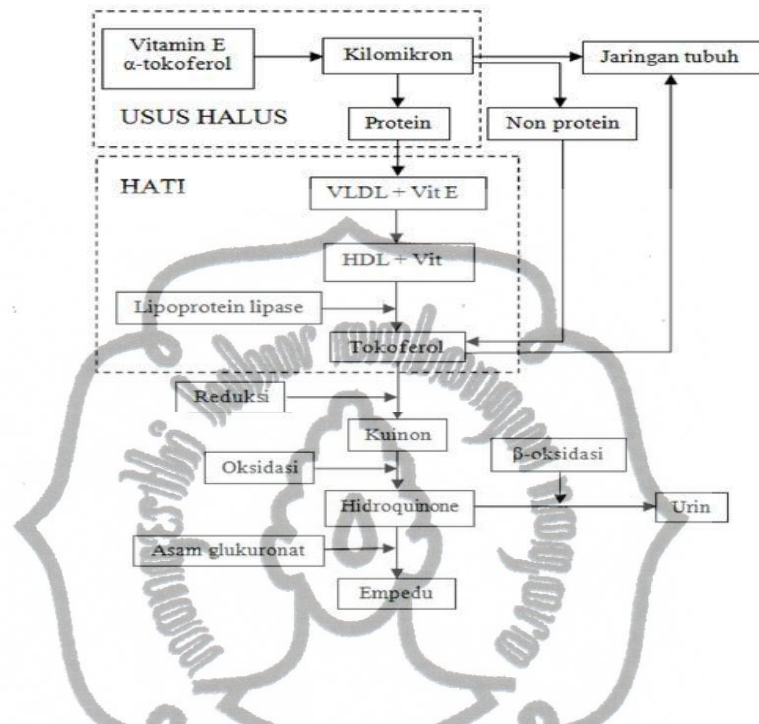 Vitamin E
α-tokoferol
Kilomikron
Jaringan tubuh
USUS HALUS
Protein
Non protein
HATI
VLDL + Vit E
HDL + Vit
Lipoprotein lipase
Tokoferol
Reduksi
Kuinon
Oksidasi
β-oksidasi
Hidroquinone
Urin
Asam glukuronat
Empedu